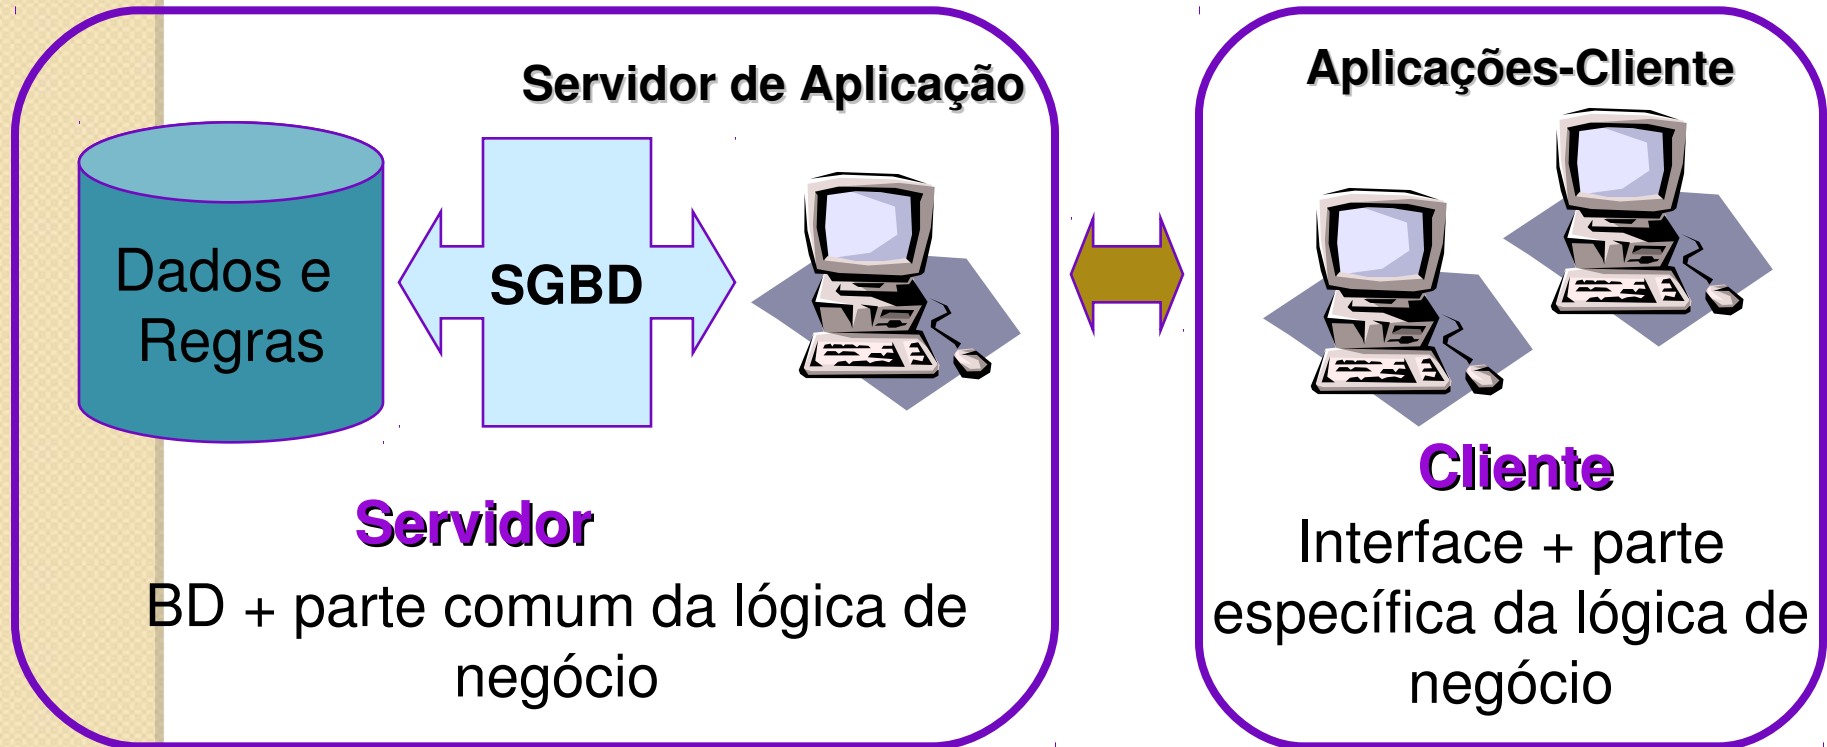 Servidor de Aplicação
Dados e
Regras
SGBD
Servidor
BD + parte comum da lógica de
negócio
Aplicações-Cliente
Cliente
Interface + parte
específica da lógica de
negócio